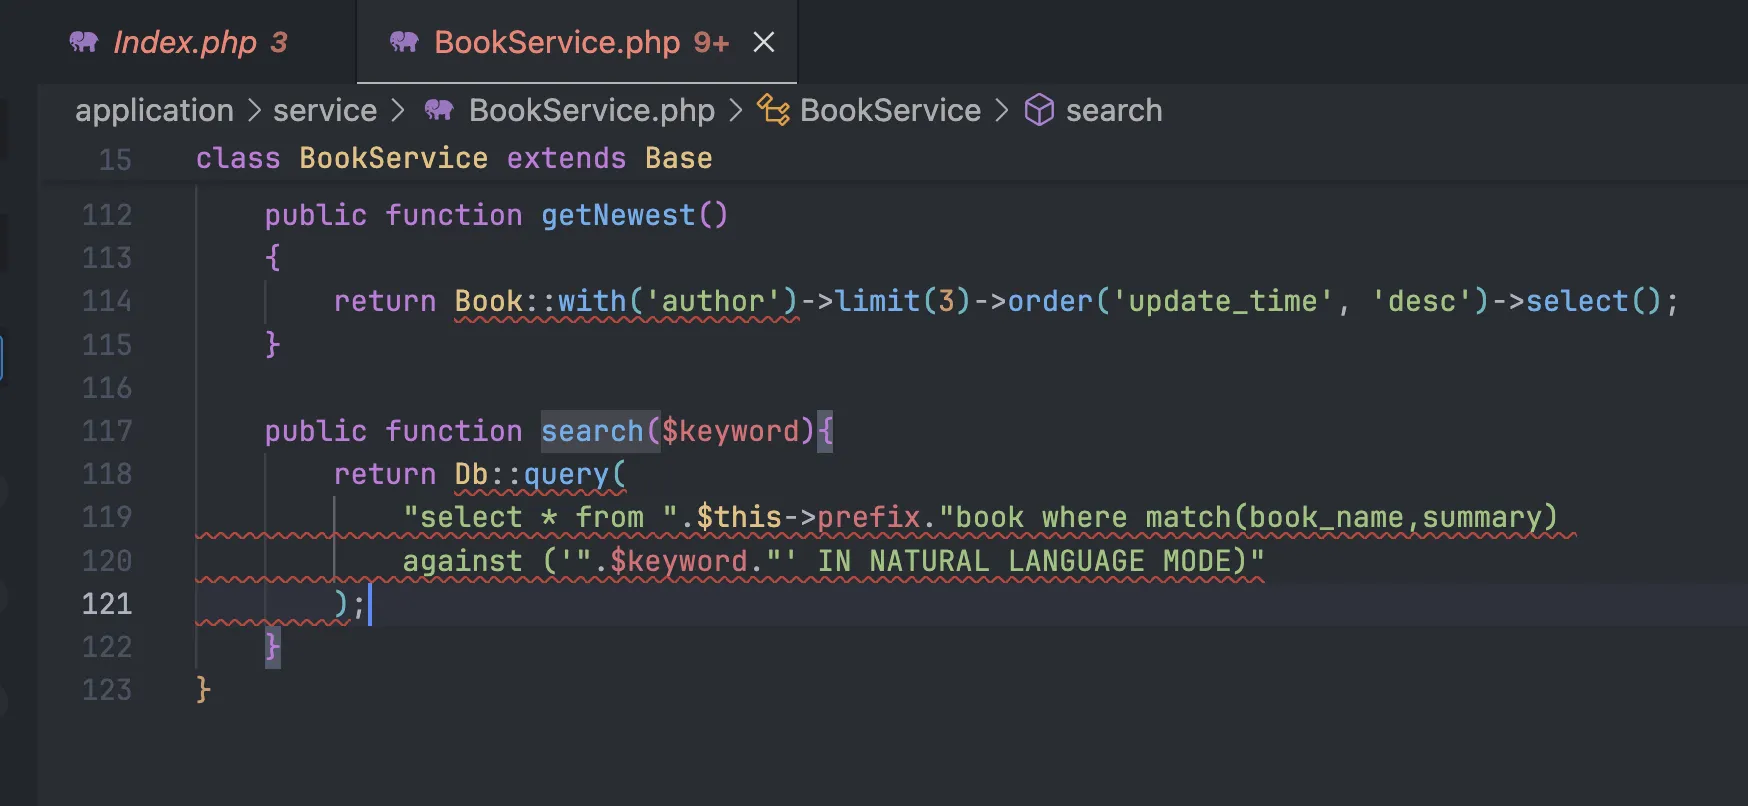 Index.php 3 BookService.php 9+
application > service > BookService.php > BookService > search
15 class BookService extends Base
112 public function getNewest()
113 {
114 return Book::with('author')->limit(3)->order('update_time', 'desc')->select();
115 }
116
117 public function search($keyword){
118 return Db::query(
119 "select * from ".$this->prefix."book where match(book_name,summary)
120 against ('".$keyword."' IN NATURAL LANGUAGE MODE)"
121 );
122 }
123 }